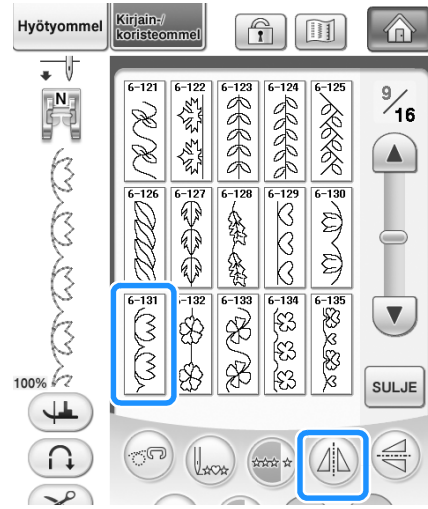 Hyötyommel
Kirjain-/
koristeommel
N
9/16
6-121 6-122 6-123 6-124 6-125
6-126 6-127 6-128 6-129 6-130
6-131 6-132 6-133 6-134 6-135
100%
SULJE